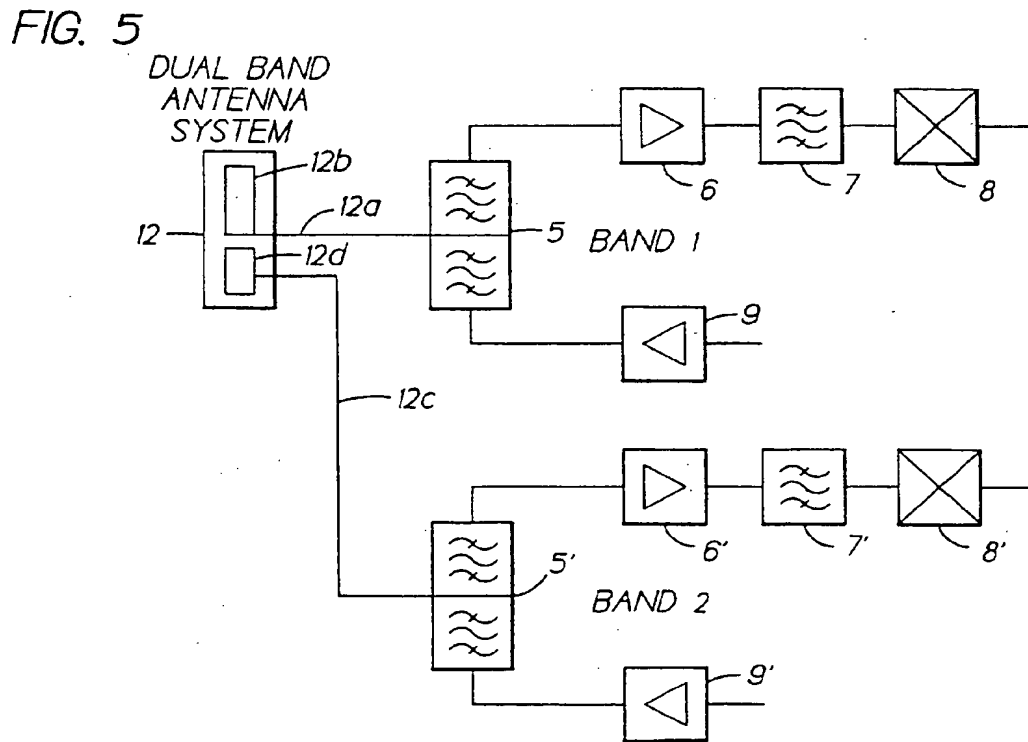 FIG. 5
DUAL BAND
ANTENNA
SYSTEM
12b
12a
12
12d
5
BAND 1
6
7
8
9
12c
6'
7'
8'
5'
BAND 2
9'